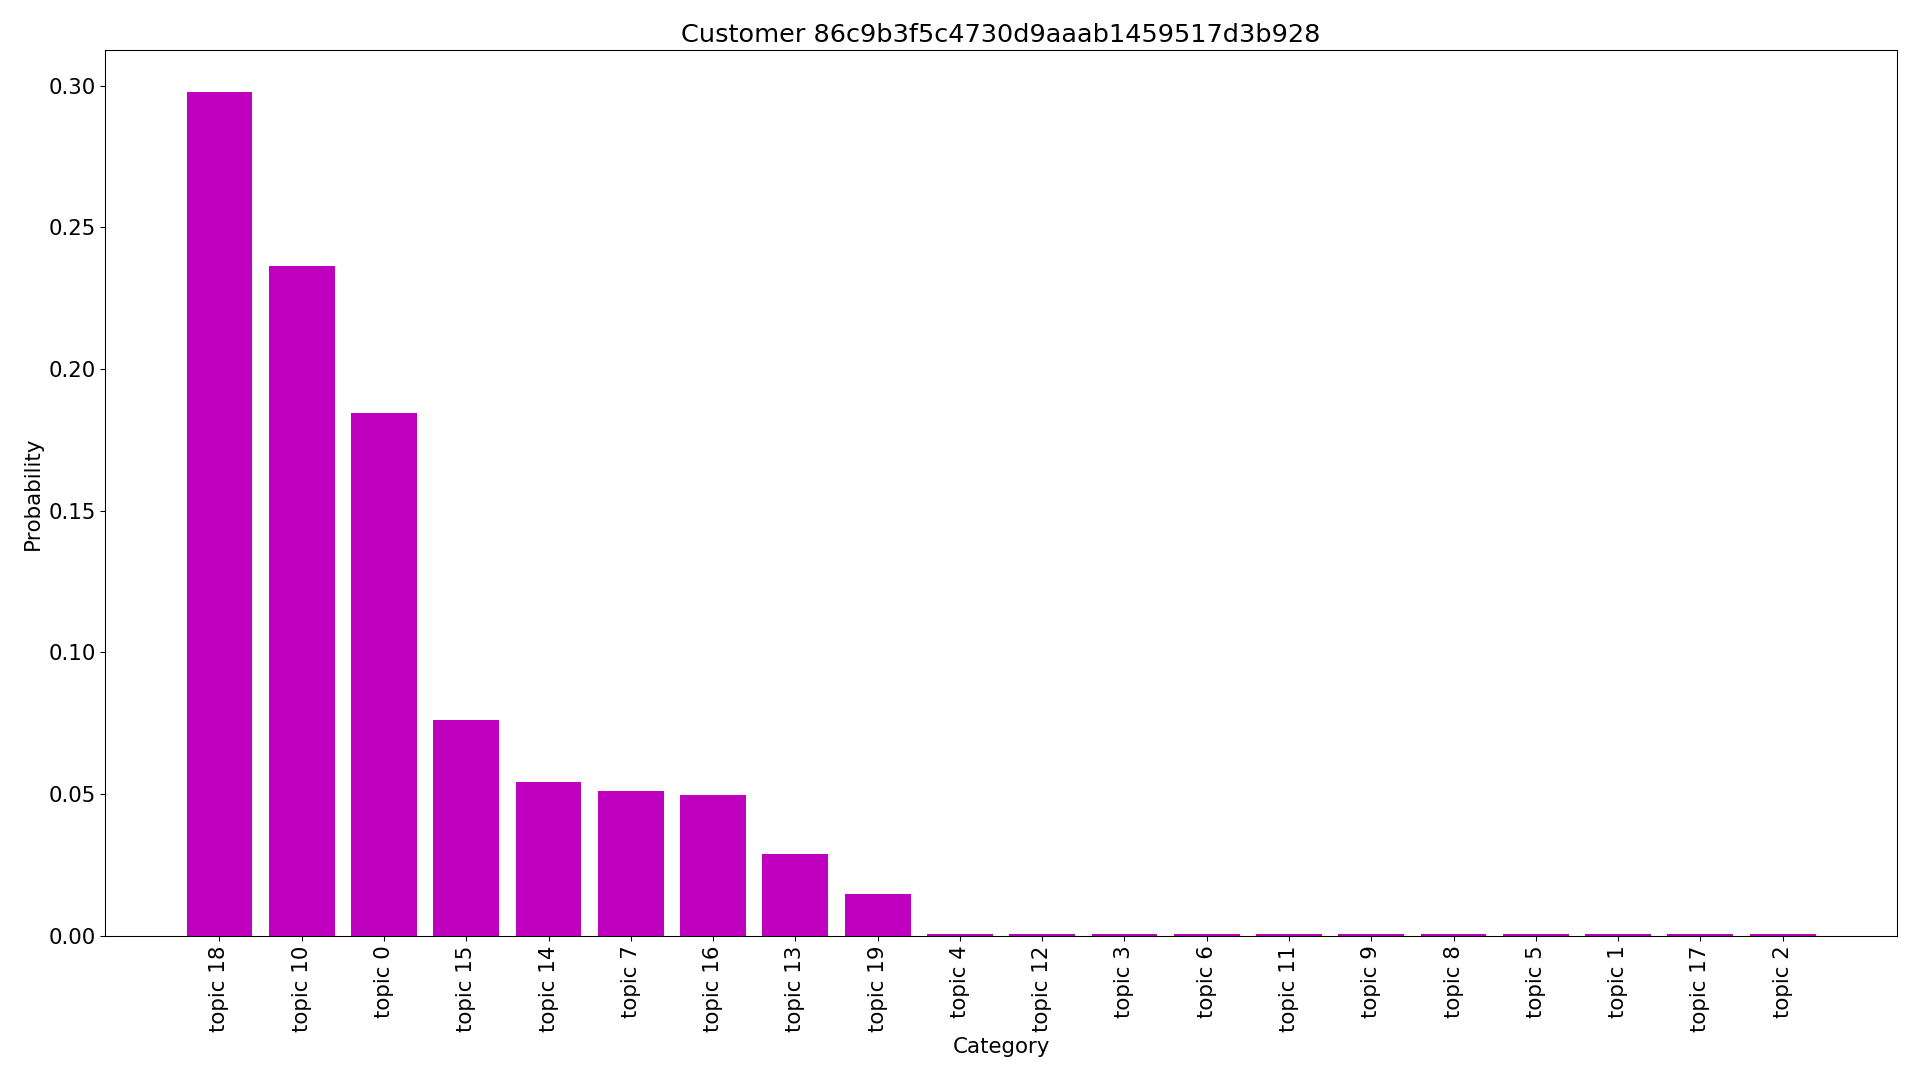 Customer 86c9b3f5c4730d9aaab1459517d3b928
0.30
0.25
0.20
0.15
0.10
0.05
0.00
Probability
topic 18
topic 10
topic 0
topic 15
topic 14
topic 7
topic 16
topic 13
topic 19
topic 4
topic 12
topic 3
topic 6
topic 11
topic 9
topic 8
topic 5
topic 1
topic 17
topic 2
Category